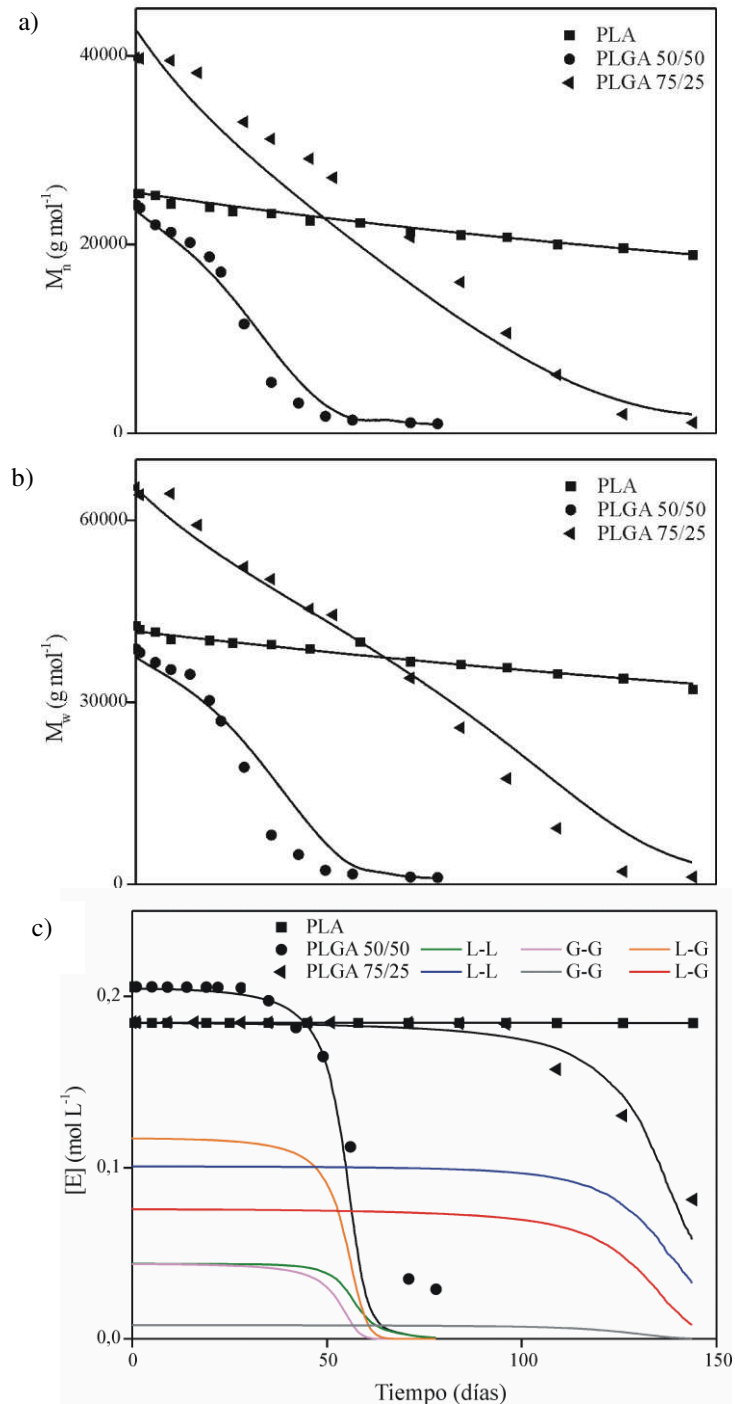 a)
40000
20000
0
Mₙ (g mol⁻¹)
PLA
PLGA 50/50
PLGA 75/25
b)
60000
30000
0
M_w (g mol⁻¹)
PLA
PLGA 50/50
PLGA 75/25
c)
0,2
0,1
0,0
[E] (mol L⁻¹)
PLA
PLGA 50/50 L-L G-G L-G
PLGA 75/25 L-L G-G L-G
0 50 100 150
Tiempo (días)